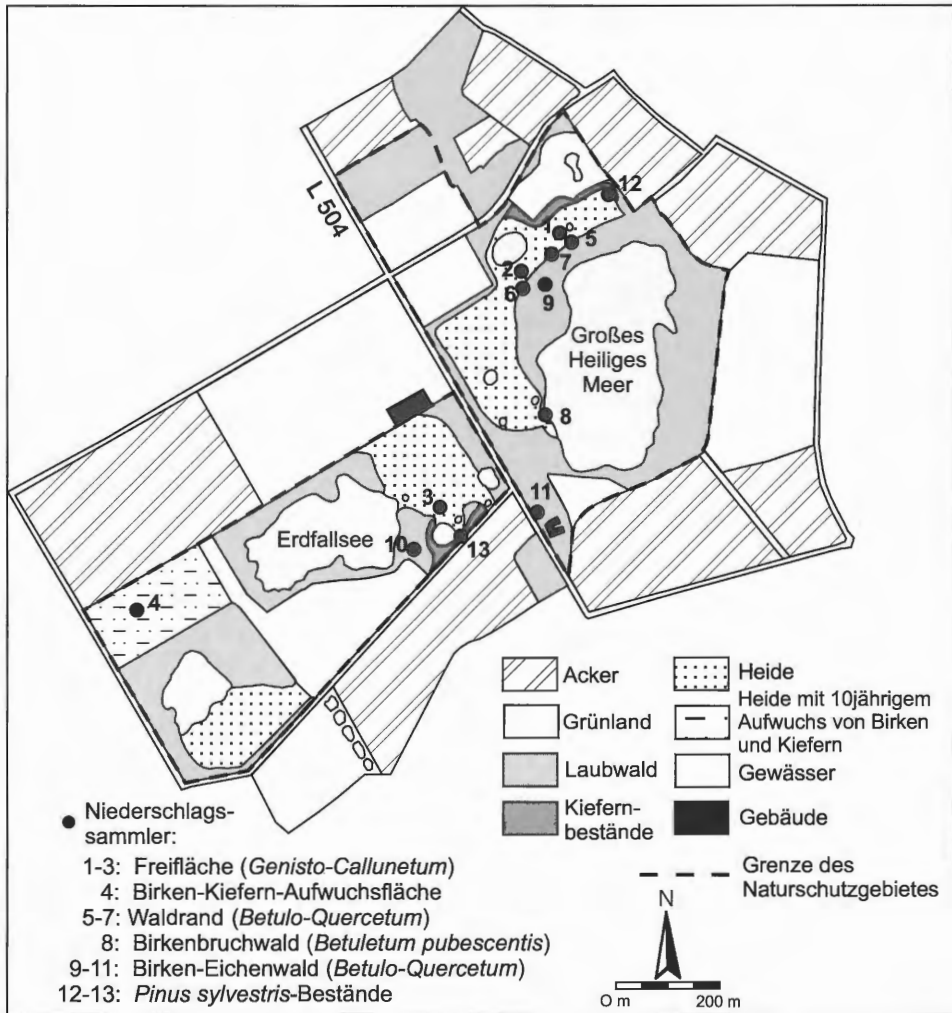 L 504
12
1
5
7
2
6
9
Großes
Heiliges
Meer
8
3
11
Erdfallsee
10
13
4
Acker
Grünland
Laubwald
Kiefern-
bestände
Heide
Heide mit 10jährigem
Aufwuchs von Birken
und Kiefern
Gewässer
Gebäude
Grenze des
Naturschutzgebietes
Niederschlags-
sammler:
1-3: Freifläche (Genisto-Callunetum)
4: Birken-Kiefern-Aufwuchsfläche
5-7: Waldrand (Betulo-Quercetum)
8: Birkenbruchwald (Betuletum pubescentis)
9-11: Birken-Eichenwald (Betulo-Quercetum)
12-13: Pinus sylvestris-Bestände
N
O m
200 m